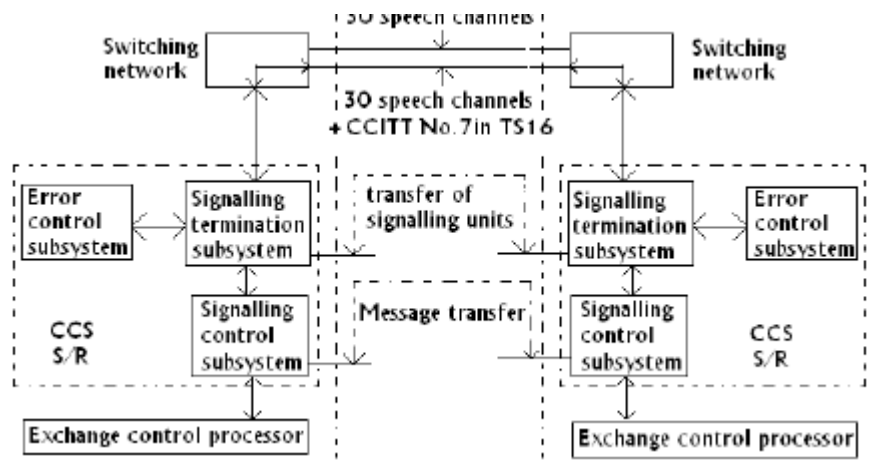 30 speech channels
Switching
network
Switching
network
30 speech channels
+ CCITT No.7in TS16
Error
control
subsystem
Signalling
termination
subsystem
transfer of
signalling units
Signalling
termination
subsystem
Error
control
subsystem
Signalling
control
subsystem
Message transfer
Signalling
control
subsystem
CCS
S/R
CCS
S/R
Exchange control processor
Exchange control processor